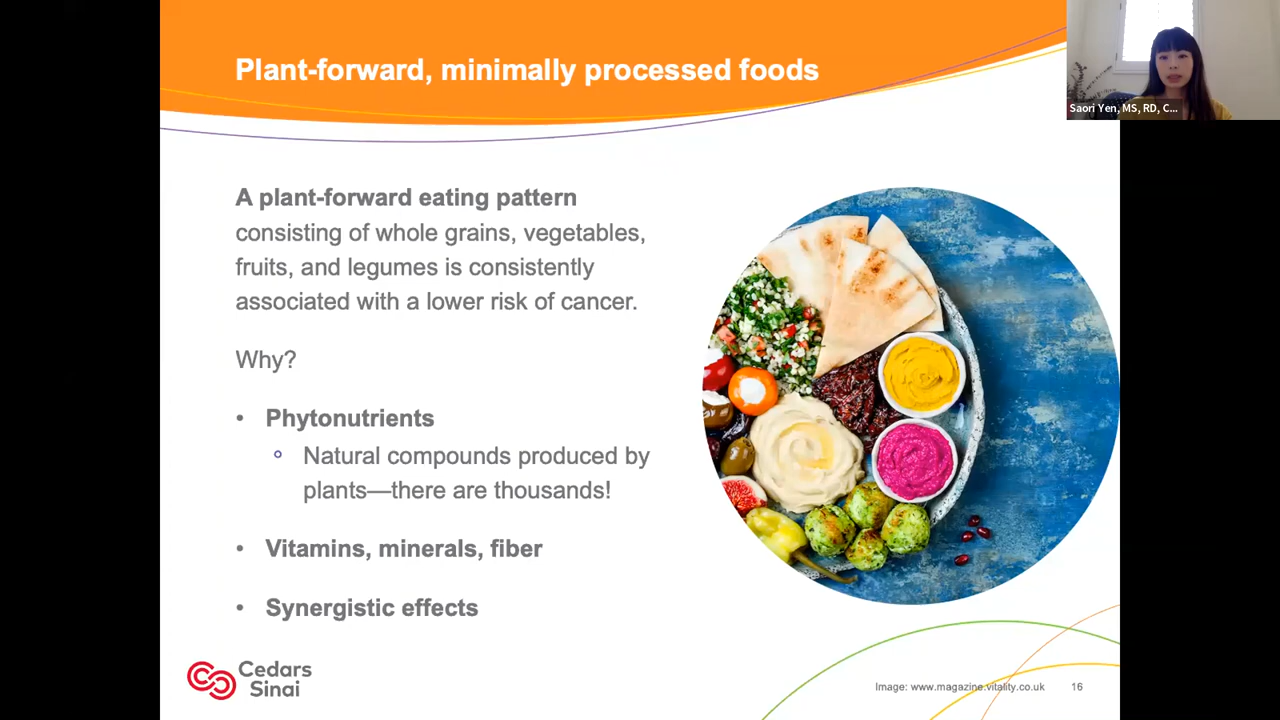 Plant-forward, minimally processed foods
Saori Yen, MS, RD, C...
A plant-forward eating pattern
consisting of whole grains, vegetables,
fruits, and legumes is consistently
associated with a lower risk of cancer.
Why?
• Phytonutrients
Natural compounds produced by
plants—there are thousands!
• Vitamins, minerals, fiber
• Synergistic effects
Cedars
Sinai
Image: www.magazine.vitality.co.uk
16